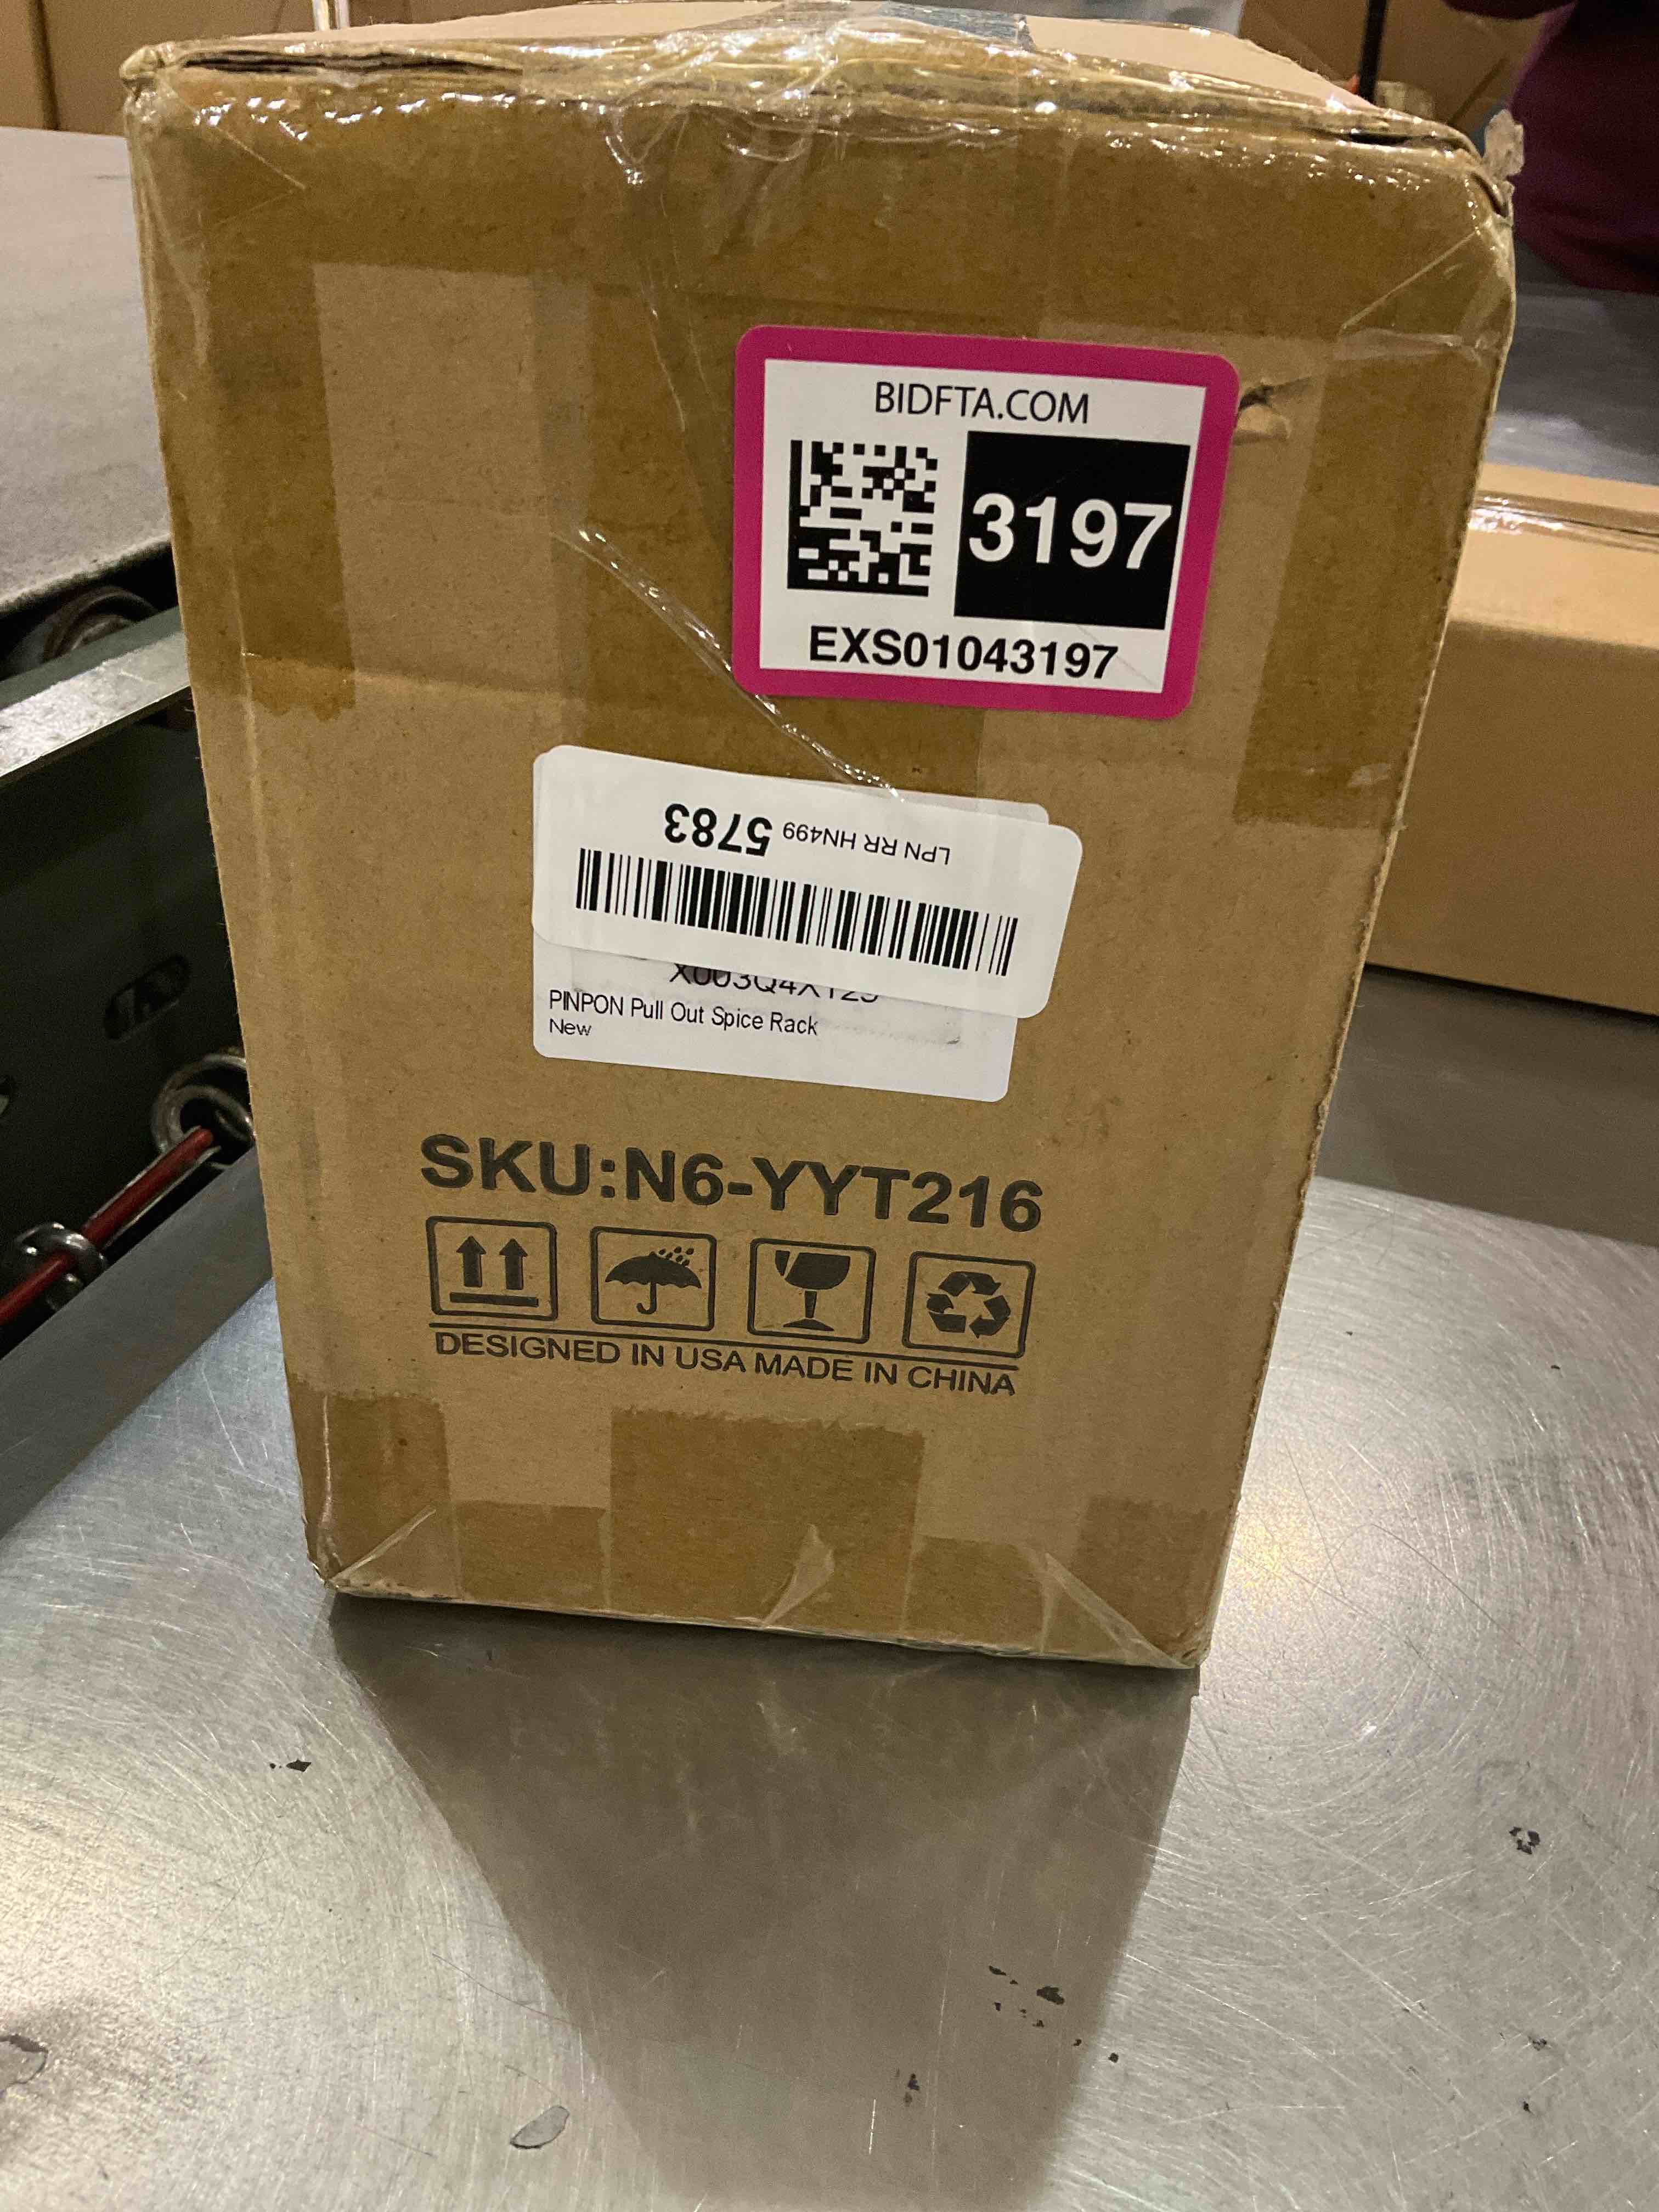 BIDFTA.COM
3197
EXS01043197
LPN RR HN499 5783
PINPON Pull Out Spice Rack
New
SKU:N6-YYT216
DESIGNED IN USA MADE IN CHINA